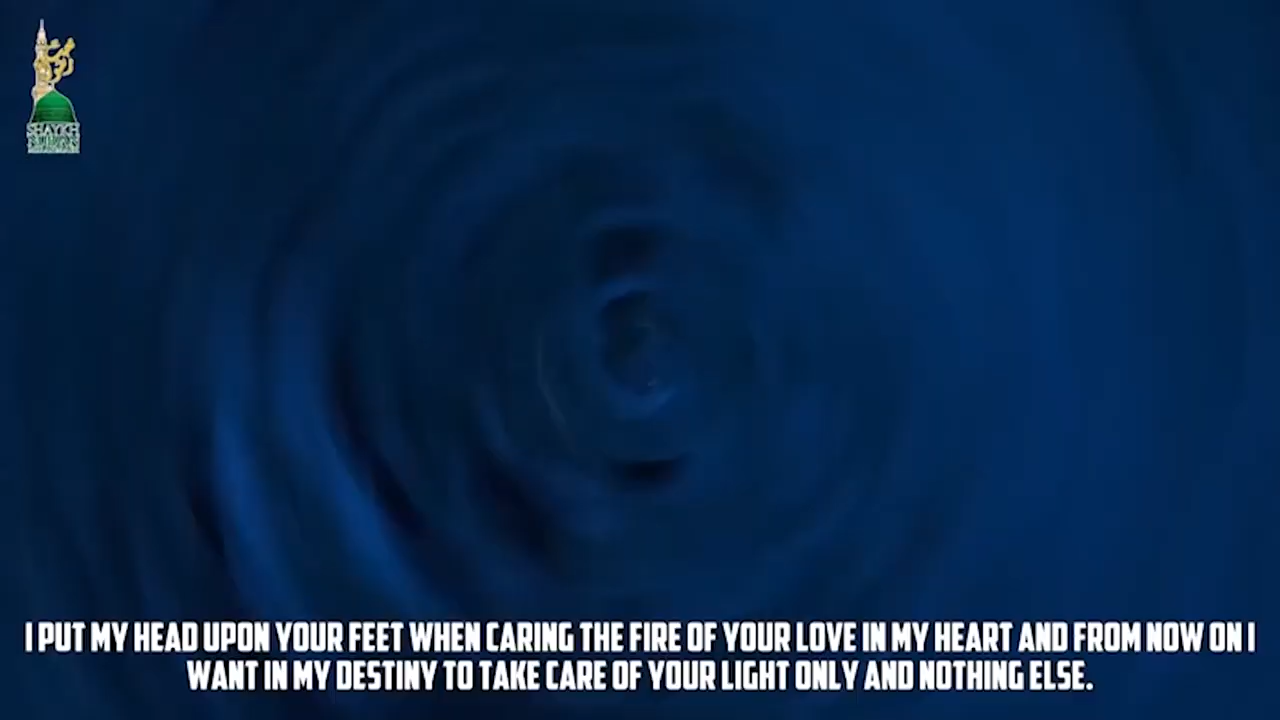 SHAYKH
I PUT MY HEAD UPON YOUR FEET WHEN CARING THE FIRE OF YOUR LOVE IN MY HEART AND FROM NOW ON I
WANT IN MY DESTINY TO TAKE CARE OF YOUR LIGHT ONLY AND NOTHING ELSE.